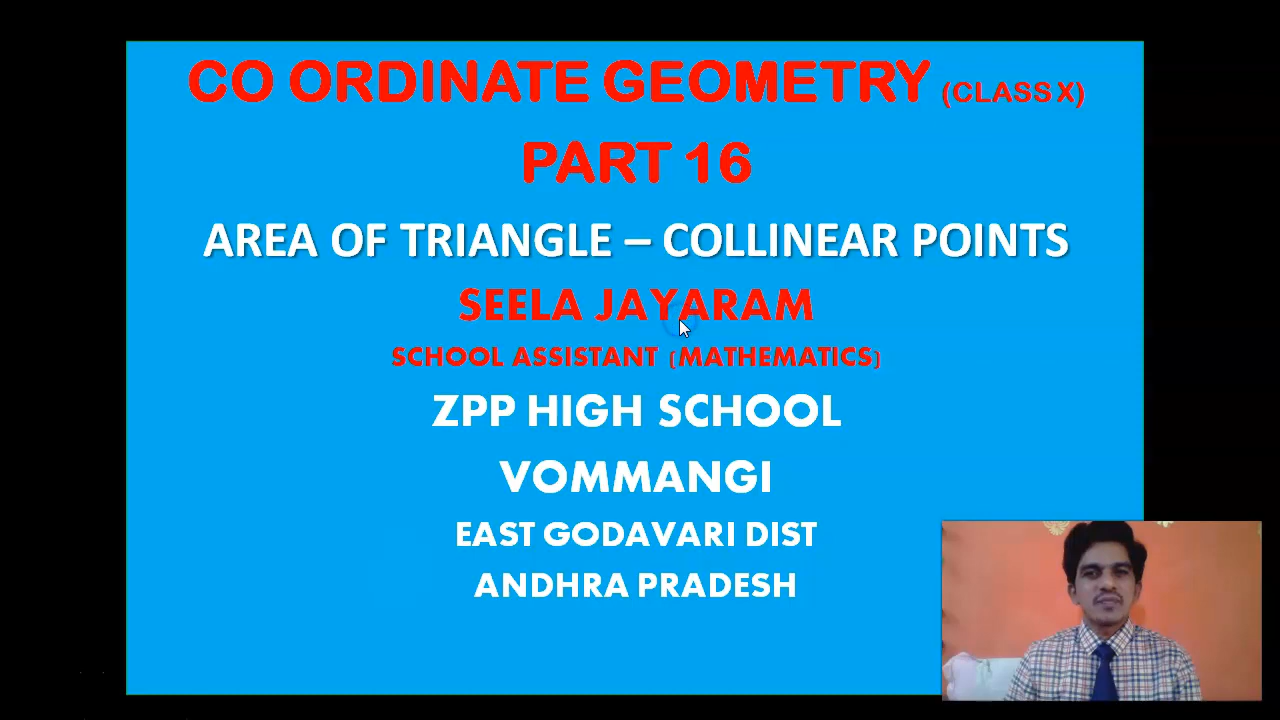 CO ORDINATE GEOMETRY (CLASS X)
PART 16
AREA OF TRIANGLE – COLLINEAR POINTS
SEELA JAYARAM
SCHOOL ASSISTANT (MATHEMATICS)
ZPP HIGH SCHOOL
VOMMANGI
EAST GODAVARI DIST
ANDHRA PRADESH